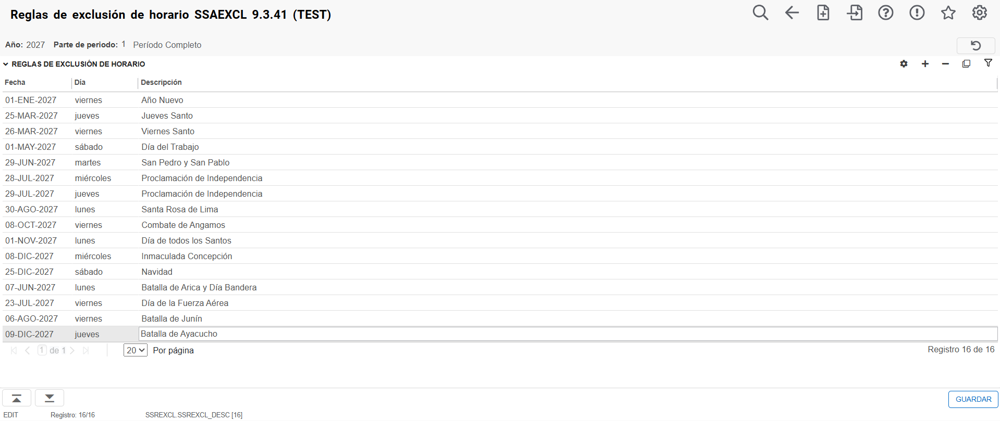 Reglas de exclusión de horario SSAEXCL 9.3.41 (TEST)
Año: 2027 Parte de periodo: 1 Período Completo
REGLAS DE EXCLUSIÓN DE HORARIO
Fecha Día Descripción
01-ENE-2027 viernes Año Nuevo
25-MAR-2027 jueves Jueves Santo
26-MAR-2027 viernes Viernes Santo
01-MAY-2027 sábado Día del Trabajo
29-JUN-2027 martes San Pedro y San Pablo
28-JUL-2027 miércoles Proclamación de Independencia
29-JUL-2027 jueves Proclamación de Independencia
30-AGO-2027 lunes Santa Rosa de Lima
08-OCT-2027 viernes Combate de Angamos
01-NOV-2027 lunes Día de todos los Santos
08-DIC-2027 miércoles Inmaculada Concepción
25-DIC-2027 sábado Navidad
07-JUN-2027 lunes Batalla de Arica y Día Bandera
23-JUL-2027 viernes Día de la Fuerza Aérea
06-AGO-2027 viernes Batalla de Junín
09-DIC-2027 jueves Batalla de Ayacucho
1 de 1 20 Por página Registro 16 de 16
GUARDAR
EDIT Registro: 16/16 SSREXCL.SSREXCL_DESC [16]